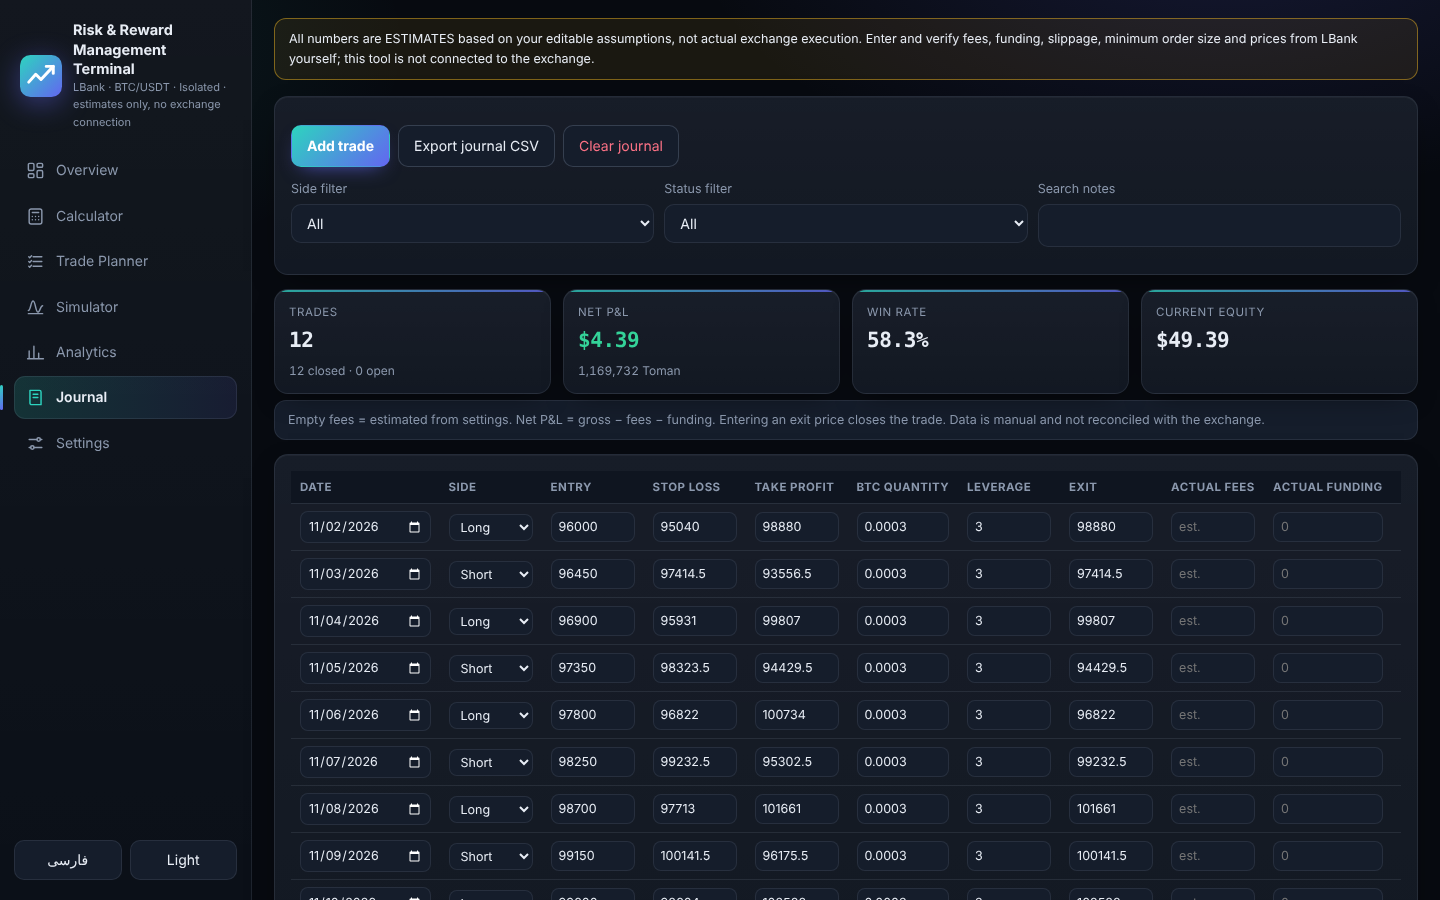 Risk & Reward
Management
Terminal
LBank · BTC/USDT · Isolated ·
estimates only, no exchange
connection
Overview
Calculator
Trade Planner
Simulator
Analytics
Journal
Settings
فارسی
Light
All numbers are ESTIMATES based on your editable assumptions, not actual exchange execution. Enter and verify fees, funding, slippage, minimum order size and prices from LBank
yourself; this tool is not connected to the exchange.
Add trade
Export journal CSV
Clear journal
Side filter
Status filter
Search notes
All
All
TRADES
NET P&L
WIN RATE
CURRENT EQUITY
12
$4.39
58.3%
$49.39
12 closed · 0 open
1,169,732 Toman
Empty fees = estimated from settings. Net P&L = gross − fees − funding. Entering an exit price closes the trade. Data is manual and not reconciled with the exchange.
DATE SIDE ENTRY STOP LOSS TAKE PROFIT BTC QUANTITY LEVERAGE EXIT ACTUAL FEES ACTUAL FUNDING
11/02/2026 Long 96000 95040 98880 0.0003 3 98880 est. 0
11/03/2026 Short 96450 97414.5 93556.5 0.0003 3 97414.5 est. 0
11/04/2026 Long 96900 95931 99807 0.0003 3 99807 est. 0
11/05/2026 Short 97350 98323.5 94429.5 0.0003 3 94429.5 est. 0
11/06/2026 Long 97800 96822 100734 0.0003 3 96822 est. 0
11/07/2026 Short 98250 99232.5 95302.5 0.0003 3 99232.5 est. 0
11/08/2026 Long 98700 97713 101661 0.0003 3 101661 est. 0
11/09/2026 Short 99150 100141.5 96175.5 0.0003 3 100141.5 est. 0